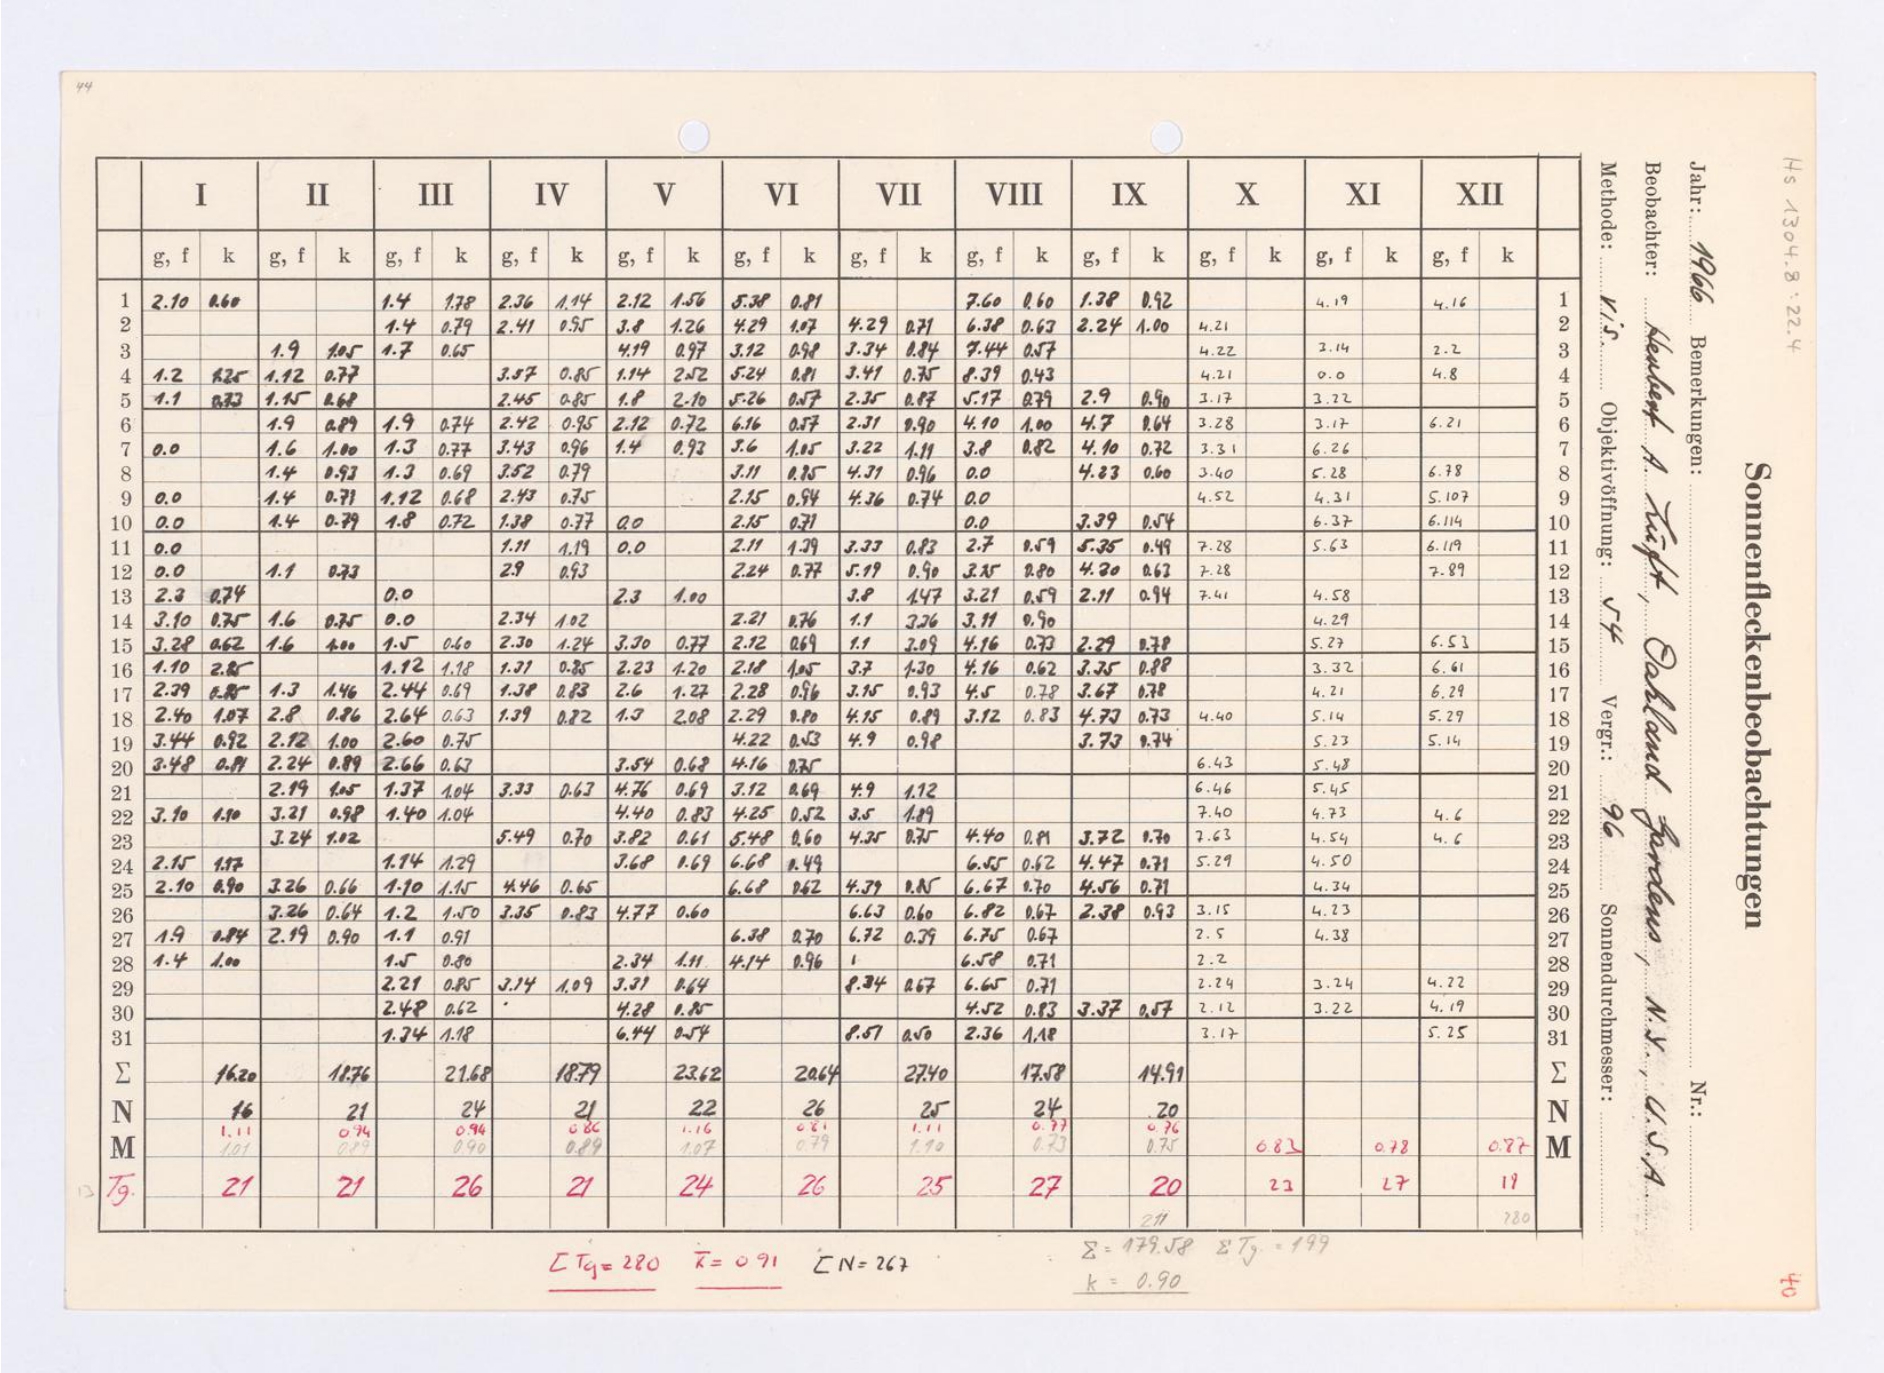 44
I II III IV V VI VII VIII IX X XI XII
g, f k g, f k g, f k g, f k g, f k g, f k g, f k g, f k g, f k g, f k g, f k g, f k
1 2.10 0.60 1.4 1.78 2.36 1.14 2.12 1.56 5.38 0.81 7.60 0.60 1.38 0.92 4.19 4.16 1
2 1.4 0.79 2.41 0.95 3.8 1.26 4.29 1.07 4.29 0.71 6.38 0.63 2.24 1.00 4.21 2
3 1.9 1.05 1.7 0.65 4.19 0.97 3.12 0.98 3.34 0.84 7.44 0.57 4.22 3.14 2.2 3
4 1.2 1.25 1.12 0.77 3.57 0.85 1.14 2.52 5.24 0.81 3.41 0.75 8.39 0.43 4.21 0.0 4.8 4
5 1.1 0.73 1.15 0.68 2.45 0.85 1.8 2.10 5.26 0.57 2.35 0.87 5.17 0.79 2.9 0.90 3.17 3.22 5
6 1.9 0.89 1.9 0.74 2.42 0.95 2.12 0.72 6.16 0.57 2.31 0.90 4.10 1.00 4.7 0.64 3.28 3.17 6.21 6
7 0.0 1.6 1.00 1.3 0.77 3.43 0.96 1.4 0.93 3.6 1.05 3.22 1.11 3.8 0.82 4.10 0.72 3.31 6.26 7
8 1.4 0.93 1.3 0.69 3.52 0.79 3.11 0.85 4.31 0.96 0.0 4.23 0.60 3.40 5.28 6.78 8
9 0.0 1.4 0.71 1.12 0.68 2.43 0.75 2.15 0.94 4.36 0.74 0.0 4.52 4.31 5.107 9
10 0.0 1.4 0.79 1.8 0.72 1.38 0.77 0.0 2.15 0.71 0.0 3.39 0.54 6.37 6.114 10
11 0.0 1.11 1.19 0.0 2.11 1.39 3.33 0.83 2.7 0.59 5.35 0.49 7.28 5.63 6.119 11
12 0.0 1.1 0.73 2.9 0.93 2.24 0.77 5.19 0.90 3.15 0.80 4.30 0.63 7.28 7.89 12
13 2.3 0.74 0.0 2.3 1.00 3.8 1.47 3.21 0.59 2.11 0.94 7.41 4.58 13
14 3.10 0.75 1.6 0.75 0.0 2.34 1.02 2.21 0.76 1.1 3.36 3.11 0.90 4.29 14
15 3.28 0.62 1.6 1.00 1.5 0.60 2.30 1.24 3.30 0.77 2.12 0.69 1.1 3.09 4.16 0.73 2.29 0.78 5.27 6.53 15
16 1.10 2.85 1.12 1.18 1.31 0.85 2.23 1.20 2.18 1.05 3.7 1.30 4.16 0.62 3.35 0.88 3.32 6.61 16
17 2.39 0.85 1.3 1.46 2.44 0.69 1.38 0.83 2.6 1.27 2.28 0.96 3.15 0.93 4.5 0.78 3.67 0.78 4.21 6.29 17
18 2.40 1.07 2.8 0.86 2.64 0.63 1.39 0.82 1.3 2.08 2.29 0.80 4.15 0.89 3.12 0.83 4.73 0.73 4.40 5.14 5.29 18
19 3.44 0.92 2.12 1.00 2.60 0.75 4.22 0.53 4.9 0.98 3.73 0.74 5.23 5.14 19
20 3.48 0.81 2.24 0.89 2.66 0.63 3.54 0.68 4.16 0.75 6.43 5.48 20
21 2.19 1.05 1.37 1.04 3.33 0.63 4.76 0.69 3.12 0.69 4.9 1.12 6.46 5.45 21
22 3.10 1.10 3.21 0.98 1.40 1.04 4.40 0.83 4.25 0.52 3.5 1.89 7.40 4.73 4.6 22
23 3.24 1.02 5.49 0.70 3.82 0.61 5.48 0.60 4.35 0.75 4.40 0.81 3.72 0.70 7.63 4.54 4.6 23
24 2.15 1.17 1.14 1.29 3.68 0.69 6.68 0.49 6.55 0.62 4.47 0.71 5.29 4.50 24
25 2.10 0.90 3.26 0.66 1.10 1.15 4.46 0.65 6.68 0.62 4.39 0.85 6.67 0.70 4.56 0.71 4.34 25
26 3.26 0.64 1.2 1.50 3.35 0.83 4.77 0.60 6.63 0.60 6.82 0.67 2.38 0.93 3.15 4.23 26
27 1.9 0.84 2.19 0.90 1.1 0.91 6.38 0.70 6.72 0.39 6.75 0.67 2.5 4.38 27
28 1.4 1.00 1.5 0.80 2.34 1.11 4.14 0.96 6.58 0.71 2.2 28
29 2.21 0.85 3.14 1.09 3.31 0.64 8.34 0.67 6.65 0.71 2.24 3.24 4.22 29
30 2.48 0.62 4.28 0.85 4.52 0.83 3.37 0.57 2.12 3.22 4.19 30
31 1.34 1.18 6.44 0.54 8.51 0.50 2.36 1.18 3.17 5.25 31
Σ 16.20 18.76 21.68 18.79 23.62 20.64 27.40 17.58 14.91 Σ
N 16 21 24 21 22 26 25 24 20 N
1.11 0.94 0.94 0.86 1.16 0.81 1.11 0.77 0.76
M 1.01 0.89 0.90 0.89 1.07 0.79 1.10 0.73 0.75 0.83 0.78 0.87 M
13 Tg. 21 21 26 21 24 26 25 27 20 23 27 19
211 280
Σ Tg = 280 k = 0.91 Σ N = 267
Σ = 179.58 Σ Tg. = 199
k = 0.90
Hs 1304.8:22.4
Sonnenfleckenbeobachtungen
Jahr: 1966 Bemerkungen: Nr.:
Beobachter: Herbert A. Luft, Oakland Gardens, N.Y., U.S.A.
Methode: vis. Objektivöffnung: 54 Vergr.: 96 Sonnendurchmesser:
40